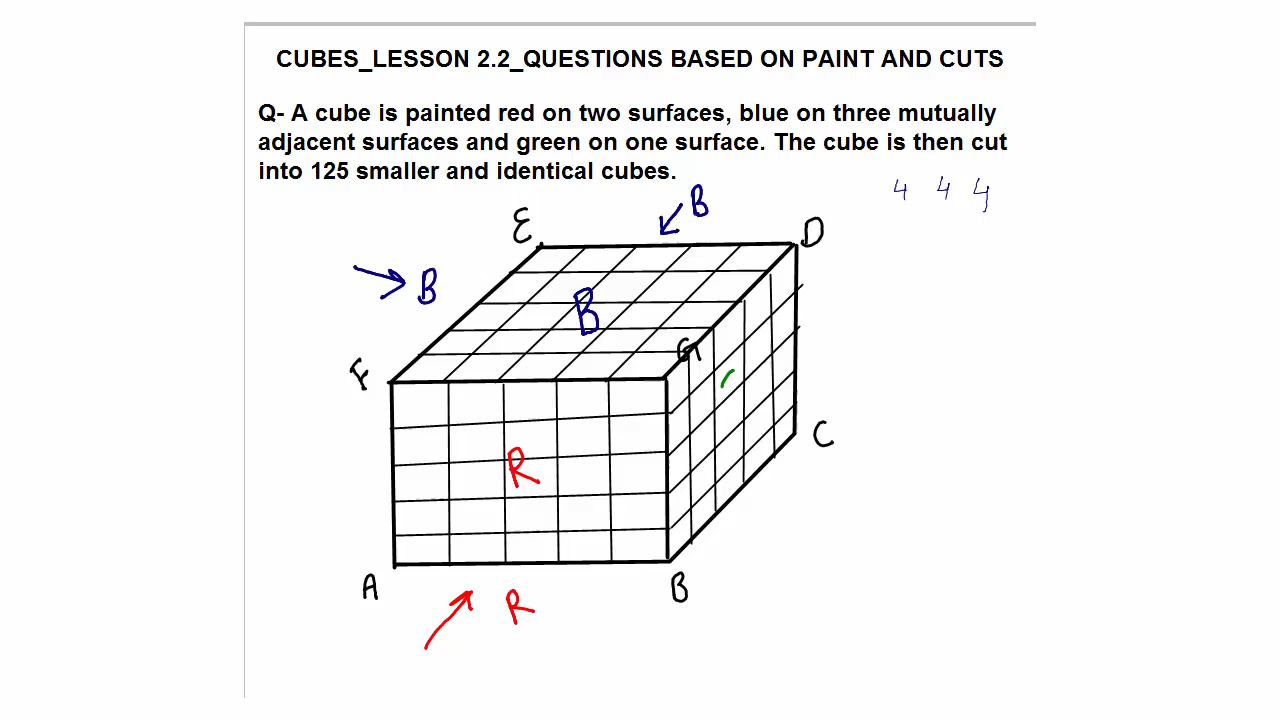 CUBES_LESSON 2.2_QUESTIONS BASED ON PAINT AND CUTS
Q- A cube is painted red on two surfaces, blue on three mutually
adjacent surfaces and green on one surface. The cube is then cut
into 125 smaller and identical cubes.
4 4 4
B
E
D
B
B
F
G
R
C
A
R
B